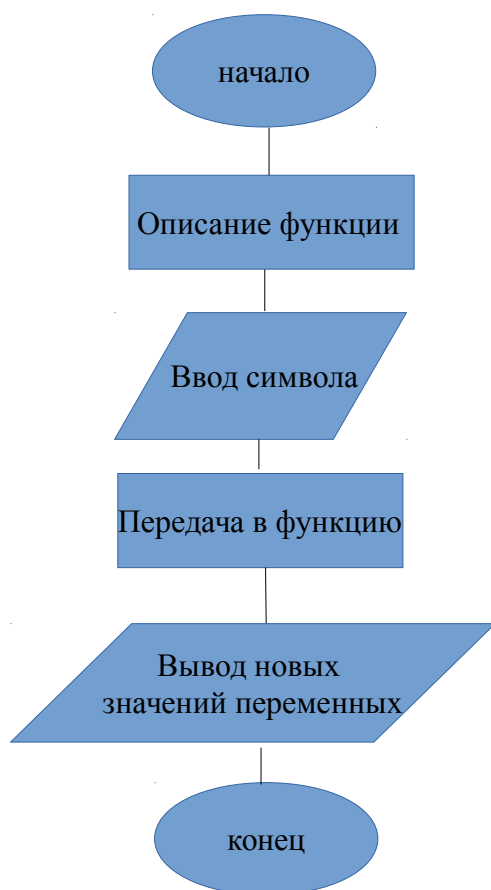 начало
Описание функции
Ввод символа
Передача в функцию
Вывод новых
значений переменных
конец